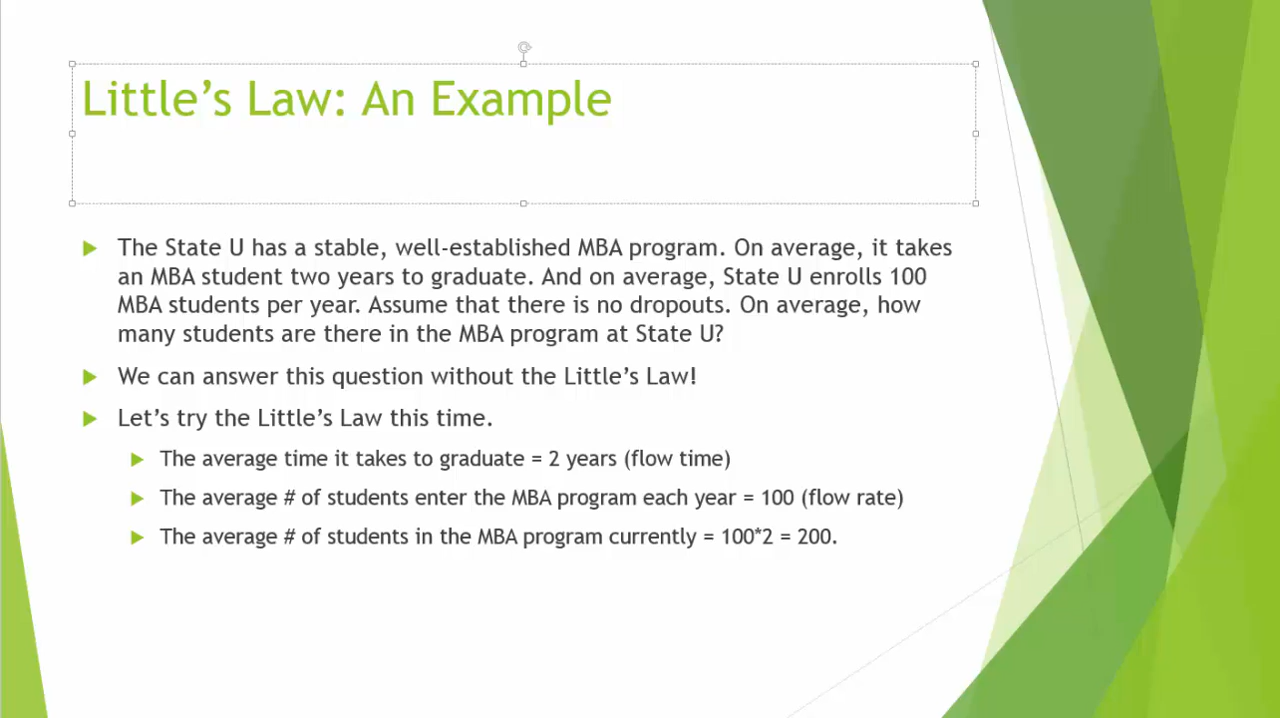 Little’s Law: An Example
The State U has a stable, well-established MBA program. On average, it takes
an MBA student two years to graduate. And on average, State U enrolls 100
MBA students per year. Assume that there is no dropouts. On average, how
many students are there in the MBA program at State U?
We can answer this question without the Little’s Law!
Let’s try the Little’s Law this time.
The average time it takes to graduate = 2 years (flow time)
The average # of students enter the MBA program each year = 100 (flow rate)
The average # of students in the MBA program currently = 100*2 = 200.